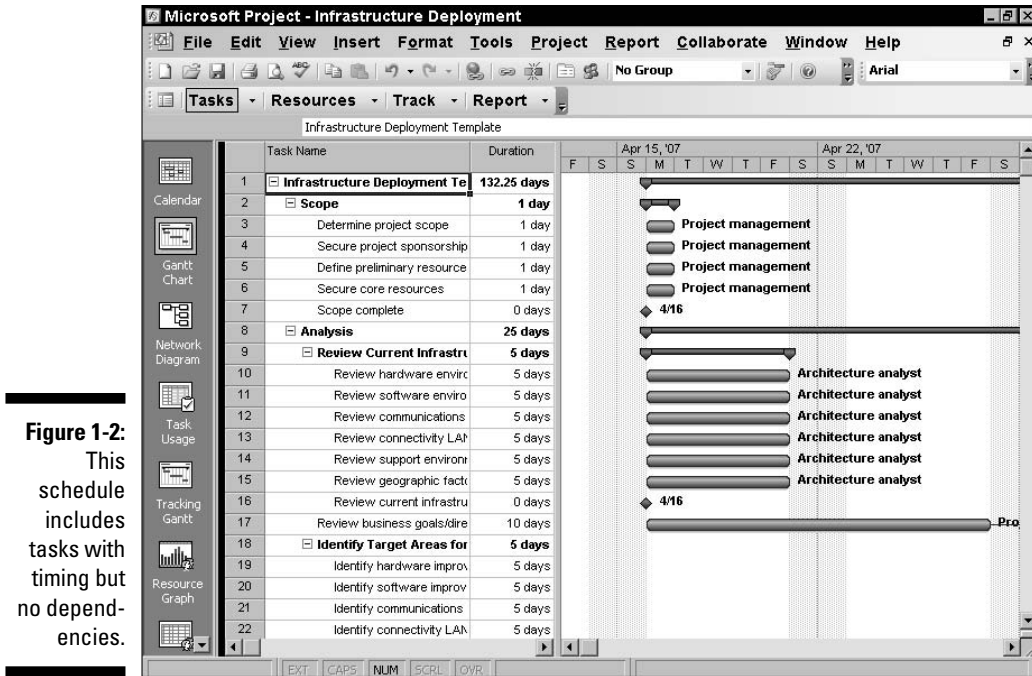 Microsoft Project - Infrastructure Deployment
File Edit View Insert Format Tools Project Report Collaborate Window Help
ABC No Group Arial
Tasks Resources Track Report
Infrastructure Deployment Template
Task Name Duration Apr 15, '07 Apr 22, '07
F S S M T W T F S S M T W T F S
1 Infrastructure Deployment Te 132.25 days
2 Scope 1 day
3 Determine project scope 1 day Project management
4 Secure project sponsorship 1 day Project management
5 Define preliminary resource 1 day Project management
6 Secure core resources 1 day Project management
7 Scope complete 0 days 4/16
8 Analysis 25 days
9 Review Current Infrastru 5 days
10 Review hardware enviro 5 days Architecture analyst
11 Review software enviro 5 days Architecture analyst
12 Review communications 5 days Architecture analyst
13 Review connectivity LAN 5 days Architecture analyst
14 Review support environr 5 days Architecture analyst
15 Review geographic facto 5 days Architecture analyst
16 Review current infrastru 0 days 4/16
17 Review business goals/dire 10 days Pro
18 Identify Target Areas for 5 days
19 Identify hardware improv 5 days
20 Identify software improv 5 days
21 Identify communications 5 days
22 Identify connectivity LAN 5 days
Calendar
Gantt
Chart
Network
Diagram
Task
Usage
Tracking
Gantt
Resource
Graph
EXT CAPS NUM SCRL OVR
Figure 1-2:
This
schedule
includes
tasks with
timing but
no depend-
encies.